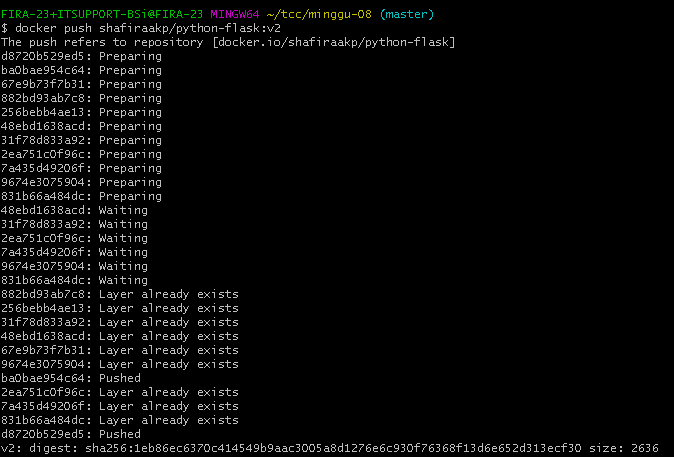 FIRA-23+ITSUPPORT-BSi@FIRA-23 MINGW64 ~/tcc/minggu-08 (master)
$ docker push shafiraakp/python-flask:v2
The push refers to repository [docker.io/shafiraakp/python-flask]
d8720b529ed5: Preparing
ba0bae954c64: Preparing
67e9b73f7b31: Preparing
882bd93ab7c8: Preparing
256bebb4ae13: Preparing
48ebd1638acd: Preparing
31f78d833a92: Preparing
2ea751c0f96c: Preparing
7a435d49206f: Preparing
9674e3075904: Preparing
831b66a484dc: Preparing
48ebd1638acd: Waiting
31f78d833a92: Waiting
2ea751c0f96c: Waiting
7a435d49206f: Waiting
9674e3075904: Waiting
831b66a484dc: Waiting
882bd93ab7c8: Layer already exists
256bebb4ae13: Layer already exists
31f78d833a92: Layer already exists
48ebd1638acd: Layer already exists
67e9b73f7b31: Layer already exists
9674e3075904: Layer already exists
ba0bae954c64: Pushed
2ea751c0f96c: Layer already exists
7a435d49206f: Layer already exists
831b66a484dc: Layer already exists
d8720b529ed5: Pushed
v2: digest: sha256:1eb86ec6370c414549b9aac3005a8d1276e6c930f76368f13d6e652d313ecf30 size: 2636